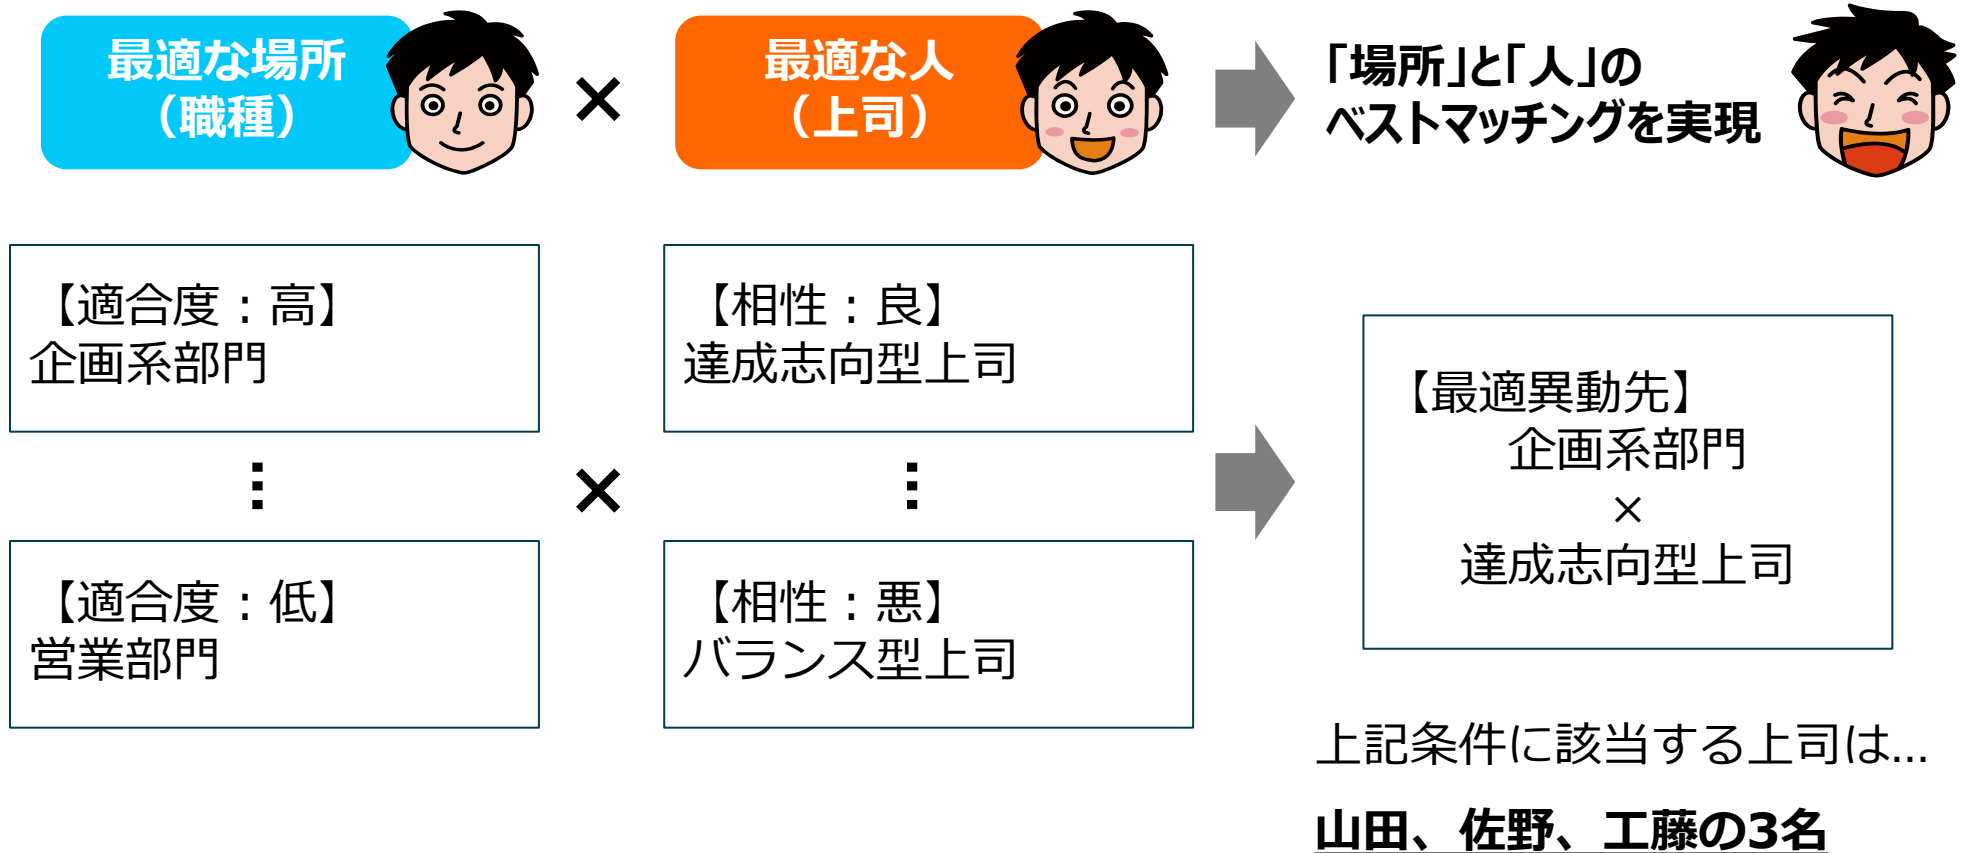 最適な場所
（職種）
×
最適な人
（上司）
「場所」と「人」の
ベストマッチングを実現
【適合度：高】
企画系部門
⋮
【適合度：低】
営業部門
×
【相性：良】
達成志向型上司
⋮
【相性：悪】
バランス型上司
【最適異動先】
企画系部門
×
達成志向型上司
上記条件に該当する上司は…
山田、佐野、工藤の3名